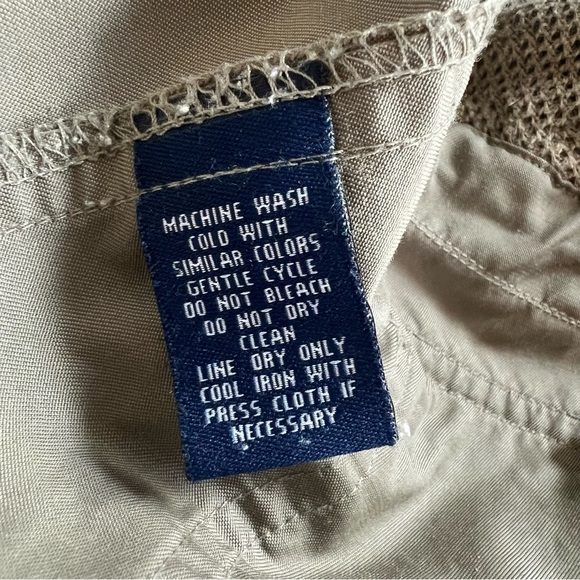 MACHINE WASH
COLD WITH
SIMILAR COLORS
GENTLE CYCLE
DO NOT BLEACH
DO NOT DRY
CLEAN
LINE DRY ONLY
COOL IRON WITH
PRESS CLOTH IF
NECESSARY